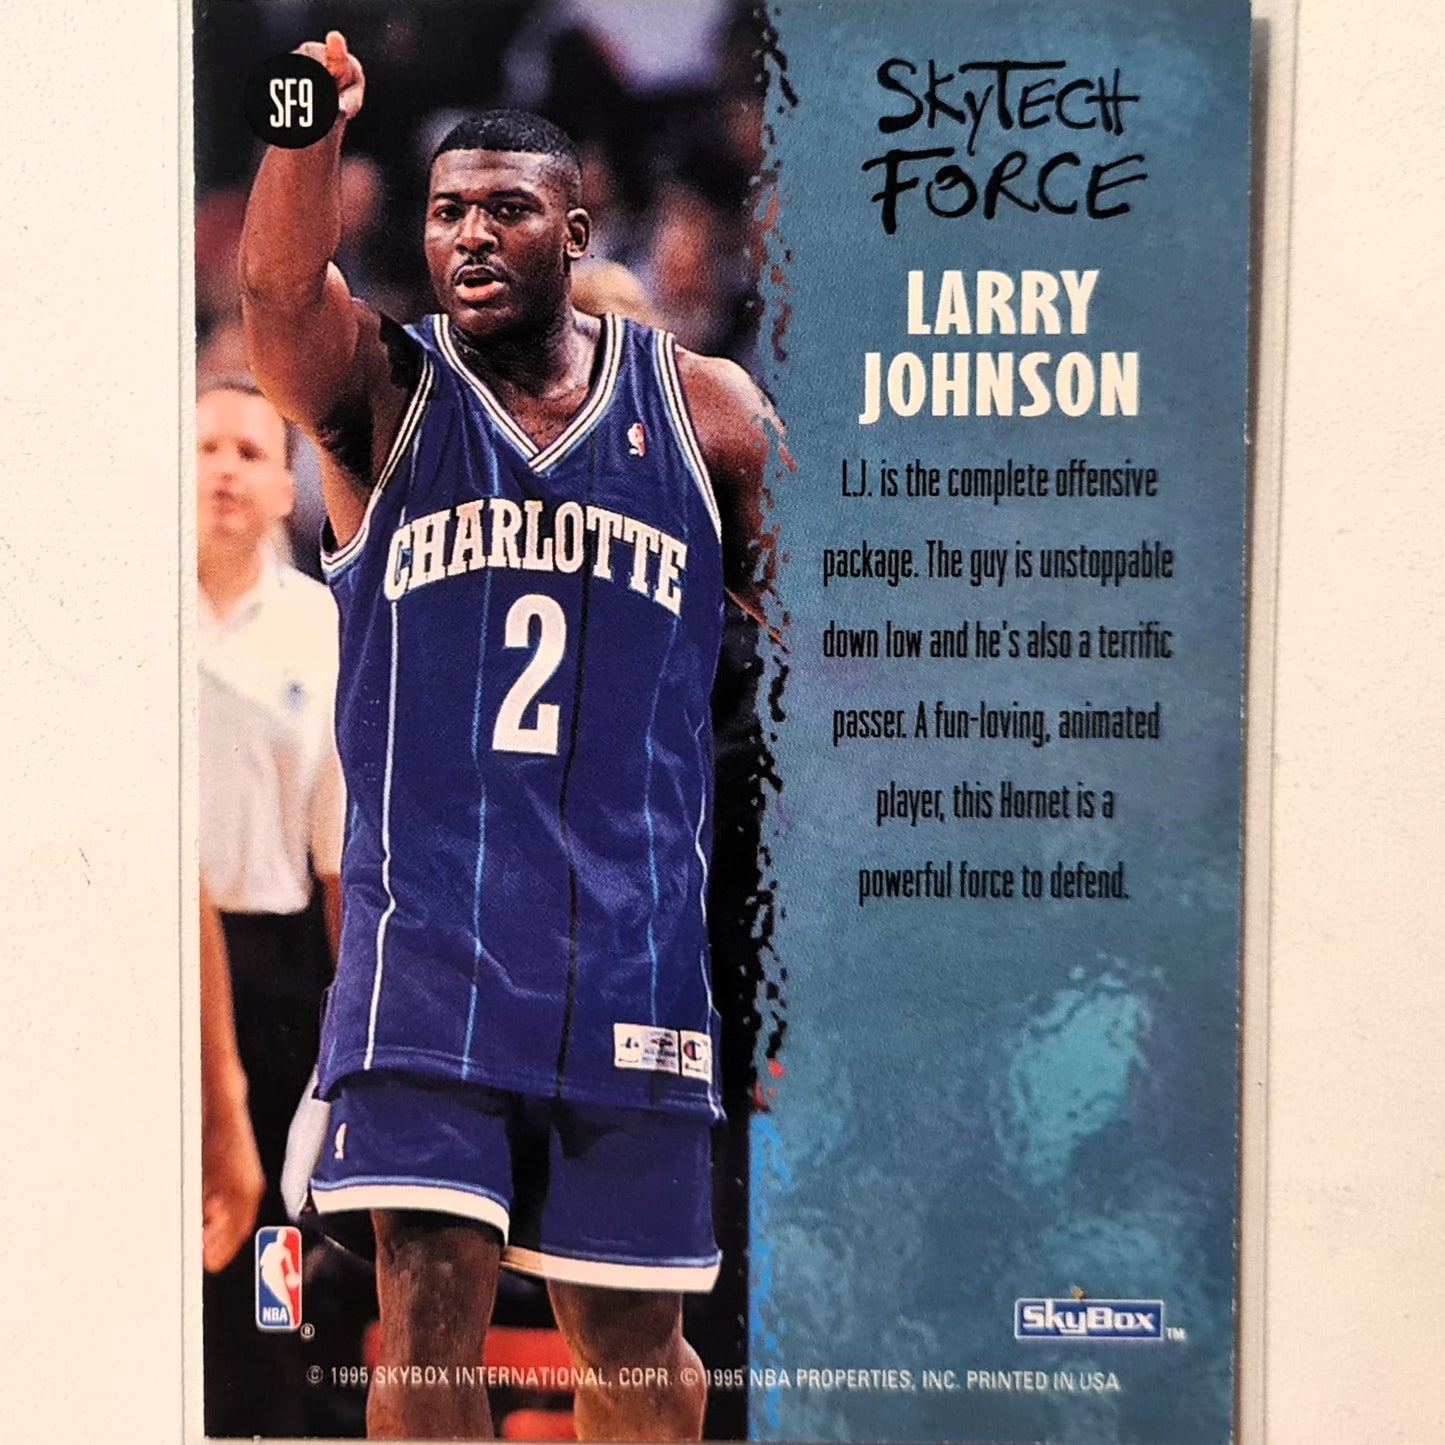 SF9
SKyTECH
FORCE
LARRY
JOHNSON
L.J. is the complete offensive
package. The guy is unstoppable
down low and he's also a terrific
passer. A fun-loving, animated
player, this Hornet is a
powerful force to defend.
CHARLOTTE
2
NBA
®
SkyBox™
© 1995 SKYBOX INTERNATIONAL, COPR. © 1995 NBA PROPERTIES, INC. PRINTED IN USA